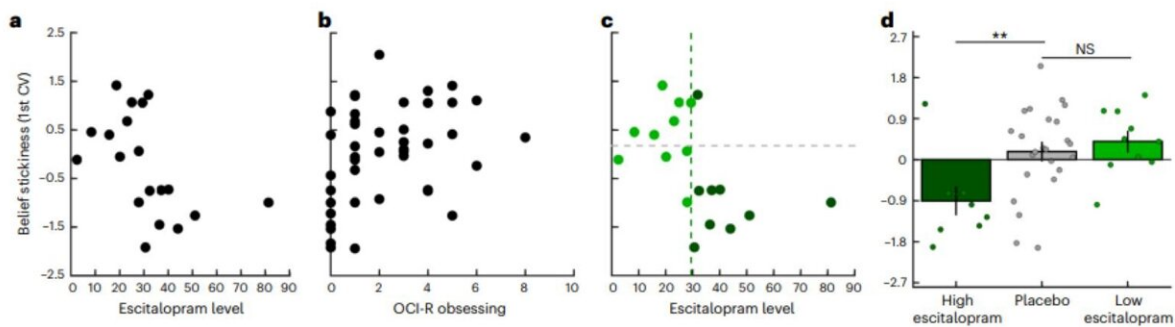 a
Belief stickiness (1st CV)
2.5
1.5
0.5
−0.5
−1.5
−2.5
0 10 20 30 40 50 60 70 80 90
Escitalopram level
b
0 2 4 6 8 10
OCI-R obsessing
c
0 10 20 30 40 50 60 70 80 90
Escitalopram level
d
2.7
1.8
0.9
0
−0.9
−1.8
−2.7
**
NS
High
escitalopram
Placebo
Low
escitalopram